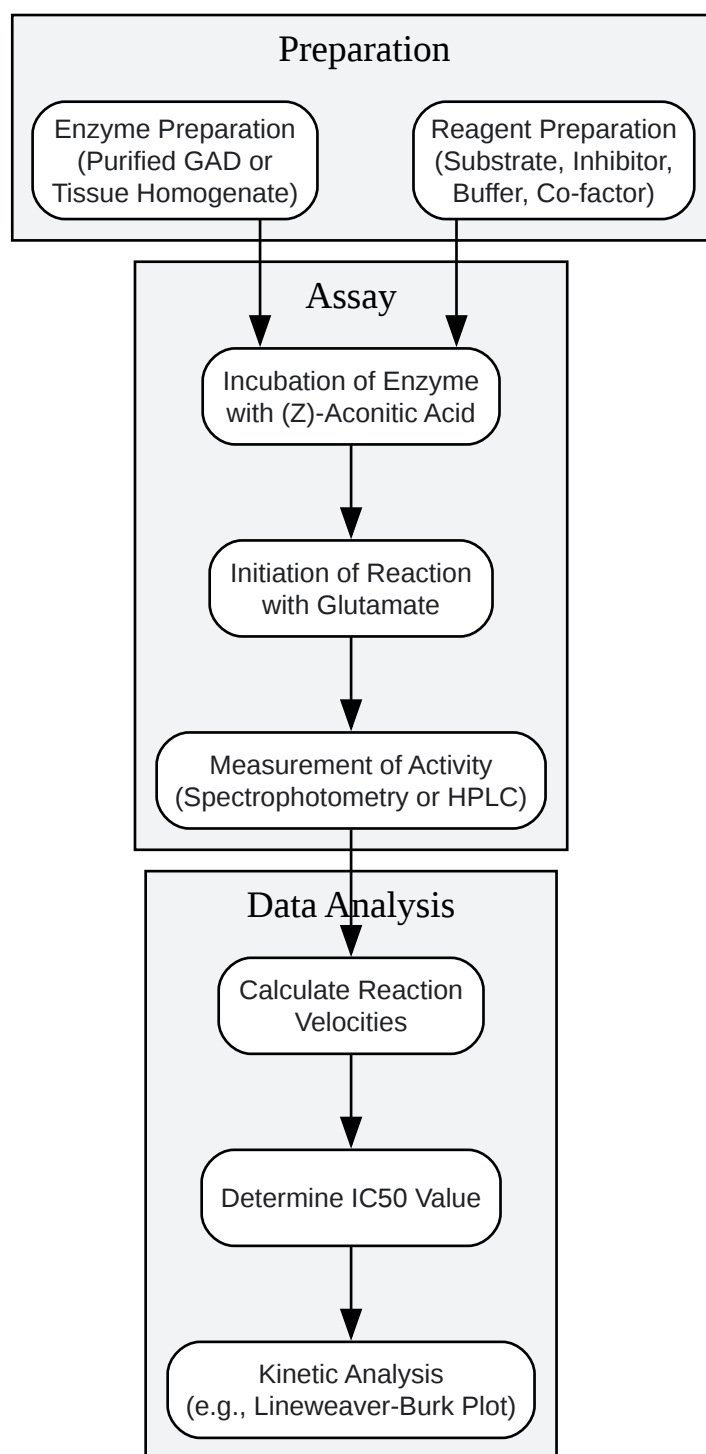 Preparation
Enzyme Preparation
(Purified GAD or
Tissue Homogenate)
Reagent Preparation
(Substrate, Inhibitor,
Buffer, Co-factor)
Assay
Incubation of Enzyme
with (Z)-Aconitic Acid
Initiation of Reaction
with Glutamate
Measurement of Activity
(Spectrophotometry or HPLC)
Data Analysis
Calculate Reaction
Velocities
Determine IC50 Value
Kinetic Analysis
(e.g., Lineweaver-Burk Plot)